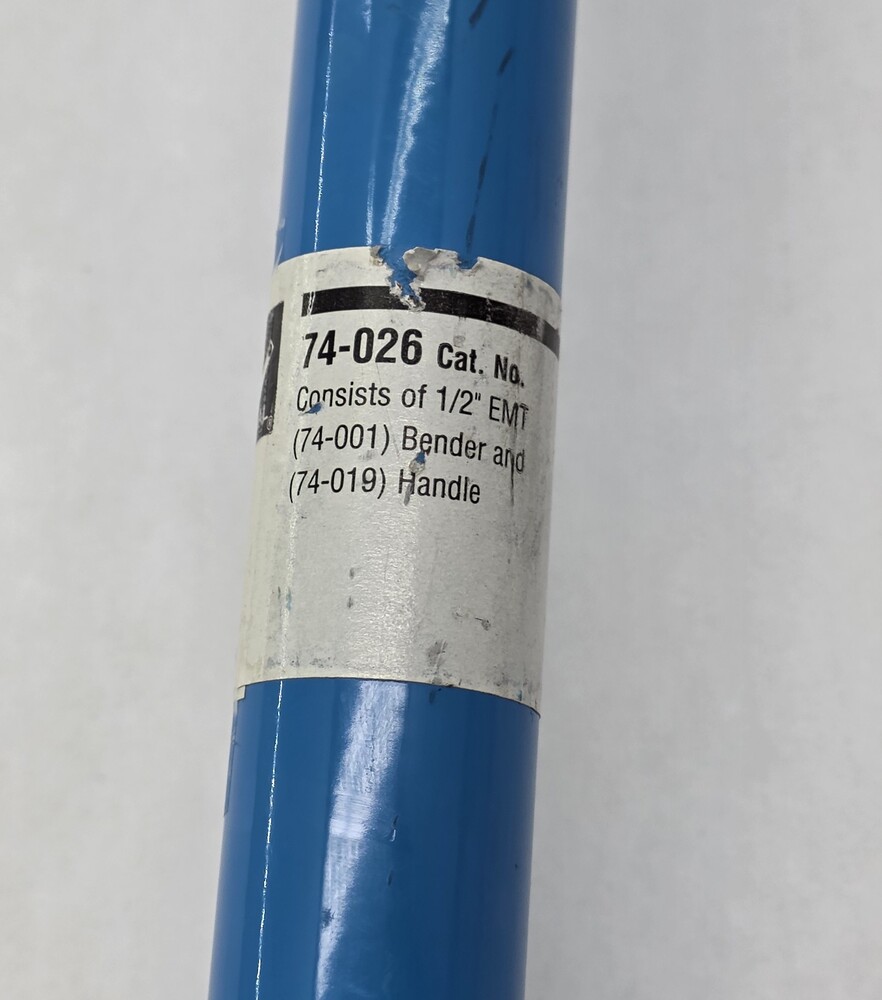 74-026 Cat. No.
Consists of 1/2" EMT
(74-001) Bender and
(74-019) Handle